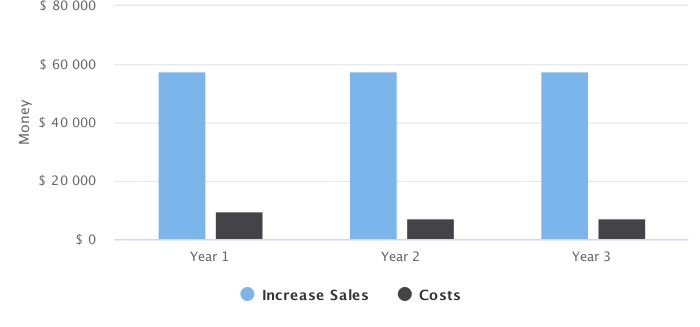 $ 80 000
$ 60 000
$ 40 000
$ 20 000
$ 0
Money
Year 1 Year 2 Year 3
Increase Sales Costs